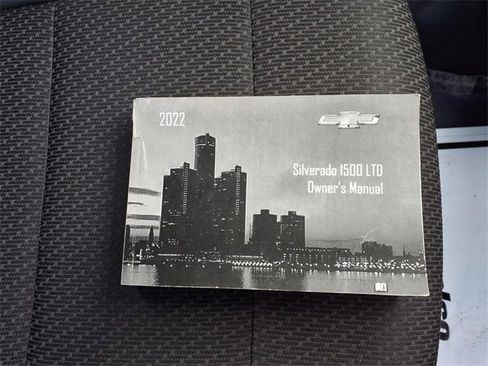 2022
Silverado 1500 LTD
Owner's Manual